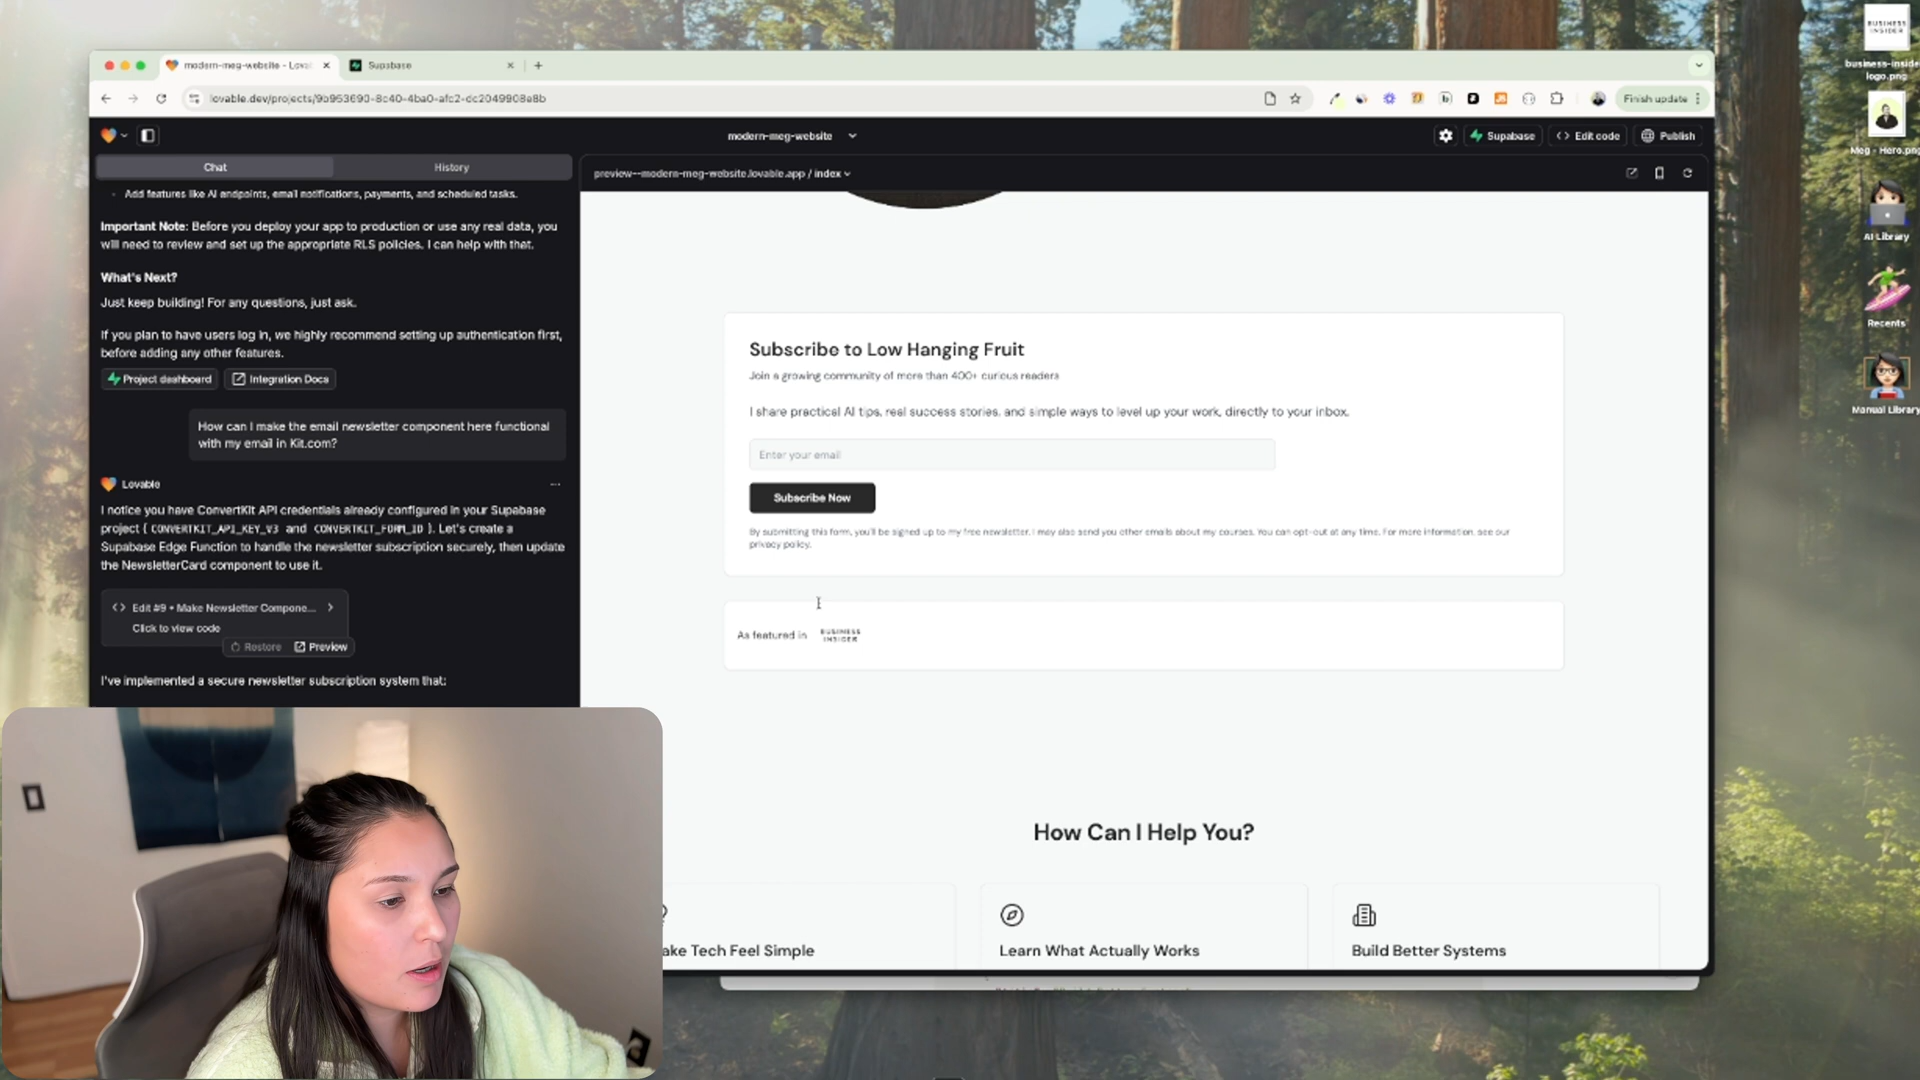 modern-meg-website - Lova
Supabase
lovable.dev/projects/9b953690-8c40-4ba0-afc2-dc2049908e8b
Finish update
modern-meg-website
Supabase
Edit code
Publish
Chat
History
preview--modern-meg-website.lovable.app / index
Add features like AI endpoints, email notifications, payments, and scheduled tasks.
Important Note: Before you deploy your app to production or use any real data, you
will need to review and set up the appropriate RLS policies. I can help with that.
What's Next?
Just keep building! For any questions, just ask.
If you plan to have users log in, we highly recommend setting up authentication first,
before adding any other features.
Project dashboard
Integration Docs
How can I make the email newsletter component here functional
with my email in Kit.com?
Lovable
I notice you have ConvertKit API credentials already configured in your Supabase
project ( CONVERTKIT_API_KEY_V3 and CONVERTKIT_FORM_ID ). Let's create a
Supabase Edge Function to handle the newsletter subscription securely, then update
the NewsletterCard component to use it.
Edit #9 • Make Newsletter Compone...
Click to view code
Restore
Preview
I've implemented a secure newsletter subscription system that:
Subscribe to Low Hanging Fruit
Join a growing community of more than 400+ curious readers
I share practical AI tips, real success stories, and simple ways to level up your work, directly to your inbox.
Enter your email
Subscribe Now
By submitting this form, you'll be signed up to my free newsletter. I may also send you other emails about my courses. You can opt-out at any time. For more information, see our
privacy policy.
As featured in
BUSINESS
INSIDER
How Can I Help You?
ake Tech Feel Simple
Learn What Actually Works
Build Better Systems
BUSINESS
INSIDER
business-inside
logo.png
Meg - Hero.png
AI Library
Recents
Manual Library